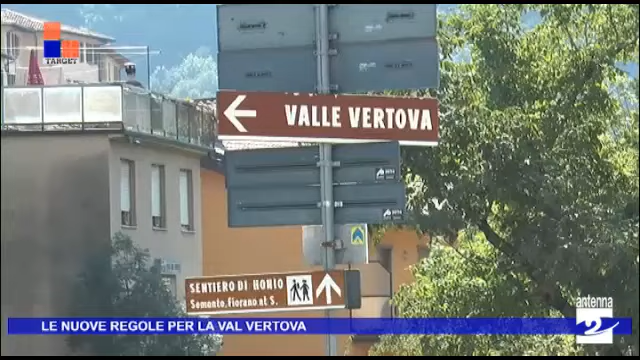 TARGET
VALLE VERTOVA
SENTIERO DI HONIO
Semonte, Fiorano al S.
antenna
2
LE NUOVE REGOLE PER LA VAL VERTOVA